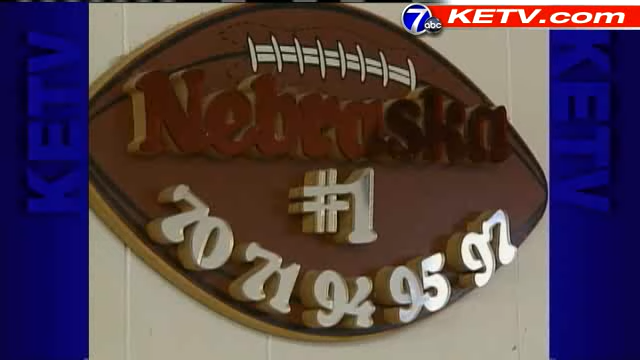 7 abc KETV.com
KETV
KETV
Nebraska
#1
70 71 94 95 97